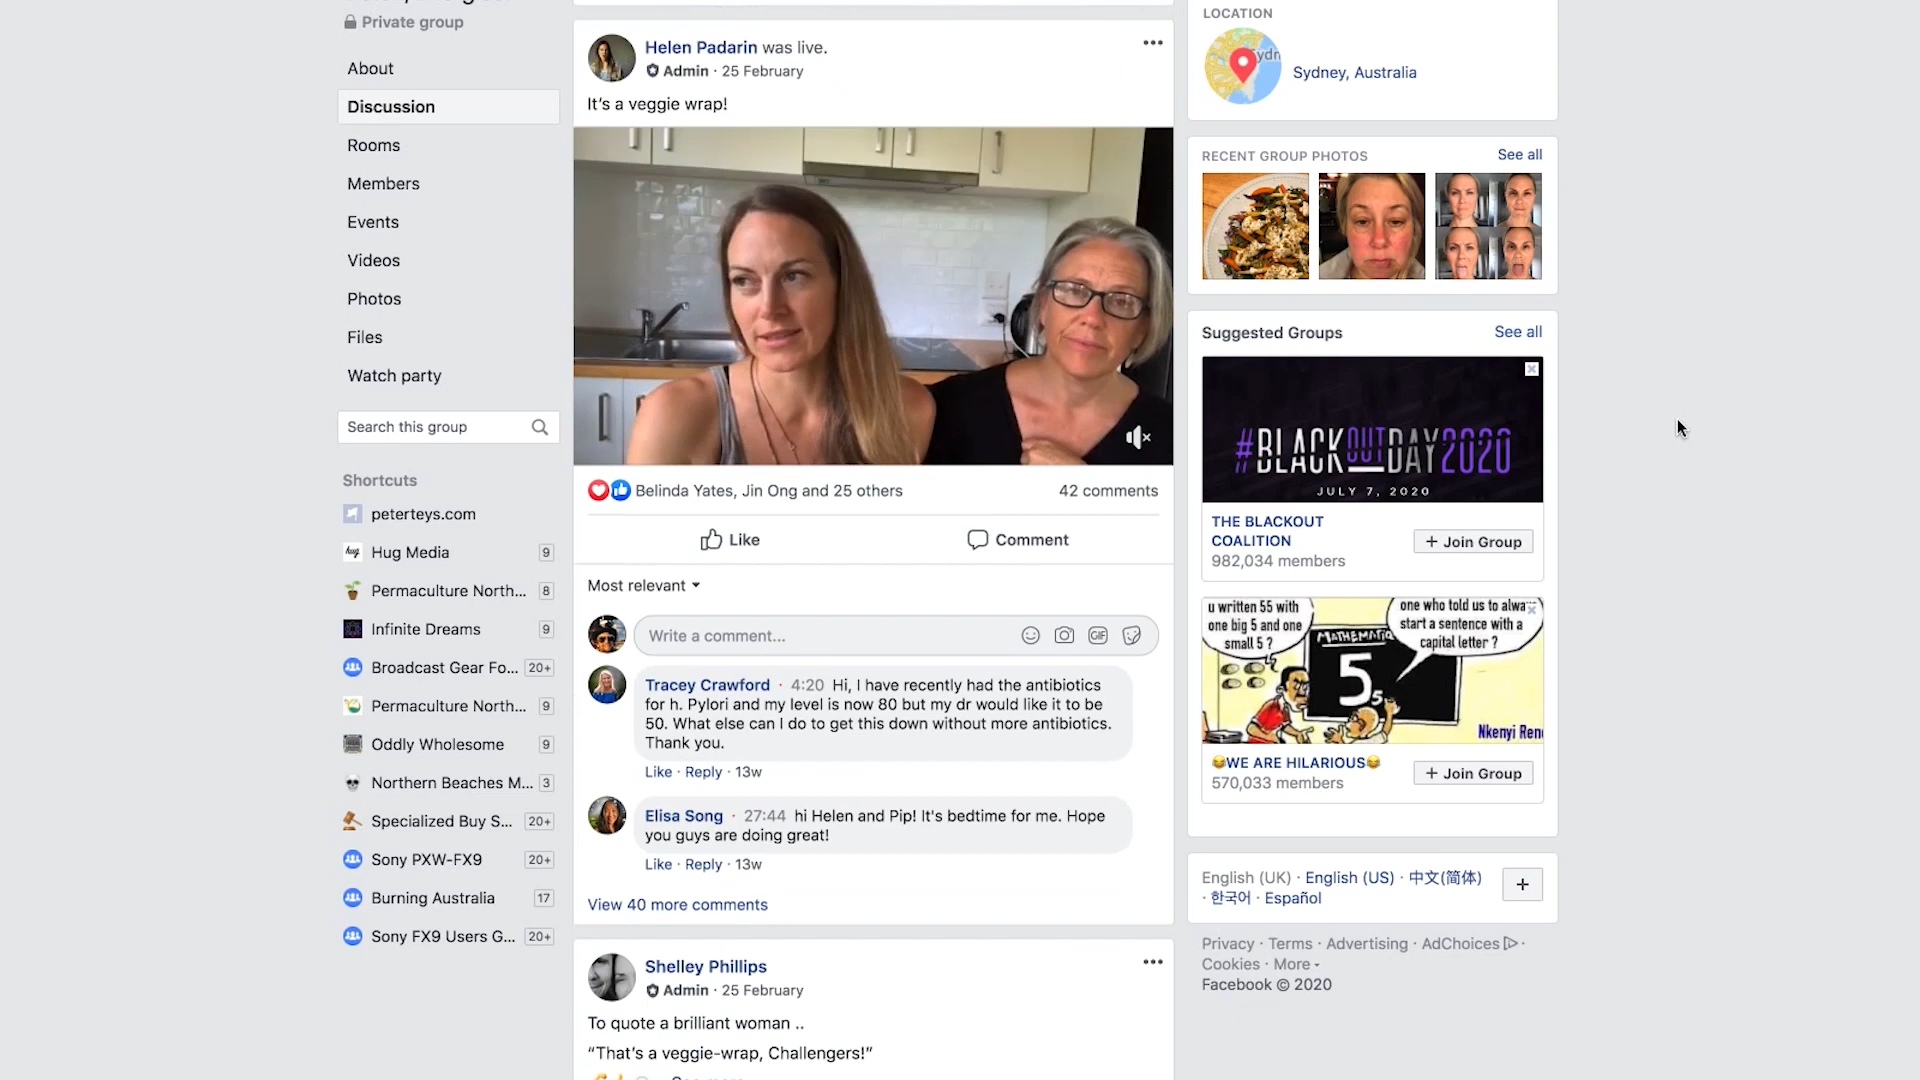 Private group
About
Discussion
Rooms
Members
Events
Videos
Photos
Files
Watch party
Search this group
Shortcuts
peterteys.com
hug Hug Media 9
Permaculture North... 8
Infinite Dreams 9
Broadcast Gear Fo... 20+
Permaculture North... 9
Oddly Wholesome 9
Northern Beaches M... 3
Specialized Buy S... 20+
Sony PXW-FX9 20+
Burning Australia 17
Sony FX9 Users G... 20+
Helen Padarin was live.
Admin · 25 February
It's a veggie wrap!
Belinda Yates, Jin Ong and 25 others 42 comments
Like Comment
Most relevant
Write a comment... GIF
Tracey Crawford · 4:20 Hi, I have recently had the antibiotics
for h. Pylori and my level is now 80 but my dr would like it to be
50. What else can I do to get this down without more antibiotics.
Thank you.
Like · Reply · 13w
Elisa Song · 27:44 hi Helen and Pip! It's bedtime for me. Hope
you guys are doing great!
Like · Reply · 13w
View 40 more comments
Shelley Phillips
Admin · 25 February
To quote a brilliant woman ..
“That's a veggie-wrap, Challengers!”
LOCATION
Sydney, Australia
RECENT GROUP PHOTOS See all
Suggested Groups See all
#BLACKOUTDAY2020
JULY 7, 2020
THE BLACKOUT
COALITION
982,034 members
+ Join Group
u written 55 with
one big 5 and one
small 5 ?
one who told us to alwa
start a sentence with a
capital letter ?
5 5
Nkenyi Ren
😂WE ARE HILARIOUS😂
570,033 members
+ Join Group
English (UK) · English (US) · 中文(简体)
· 한국어 · Español
Privacy · Terms · Advertising · AdChoices ·
Cookies · More
Facebook © 2020